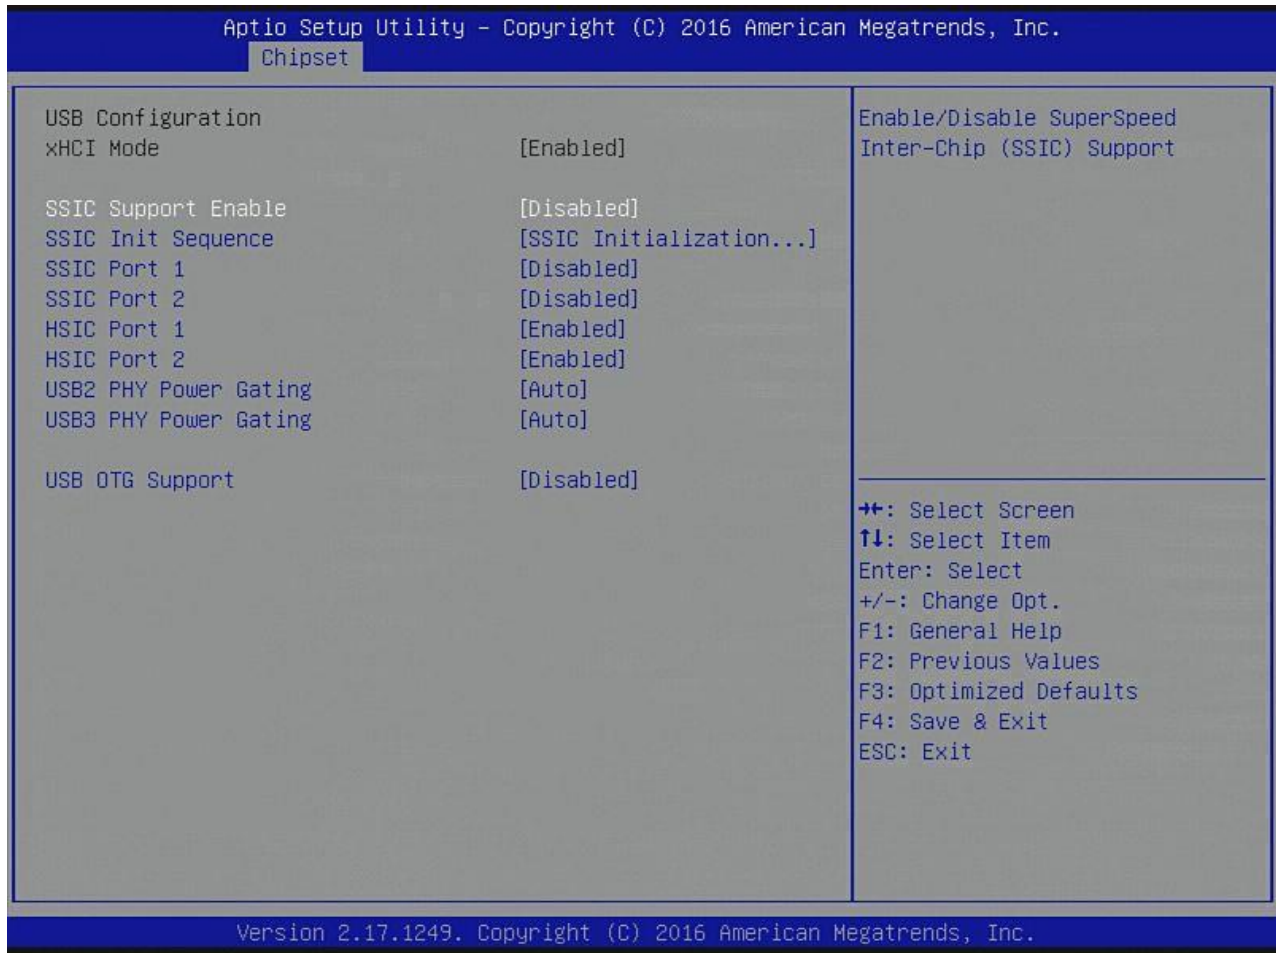 Aptio Setup Utility – Copyright (C) 2016 American Megatrends, Inc.
Chipset
USB Configuration
xHCI Mode [Enabled]
SSIC Support Enable [Disabled]
SSIC Init Sequence [SSIC Initialization...]
SSIC Port 1 [Disabled]
SSIC Port 2 [Disabled]
HSIC Port 1 [Enabled]
HSIC Port 2 [Enabled]
USB2 PHY Power Gating [Auto]
USB3 PHY Power Gating [Auto]
USB OTG Support [Disabled]
Enable/Disable SuperSpeed
Inter-Chip (SSIC) Support
→←: Select Screen
↑↓: Select Item
Enter: Select
+/-: Change Opt.
F1: General Help
F2: Previous Values
F3: Optimized Defaults
F4: Save & Exit
ESC: Exit
Version 2.17.1249. Copyright (C) 2016 American Megatrends, Inc.